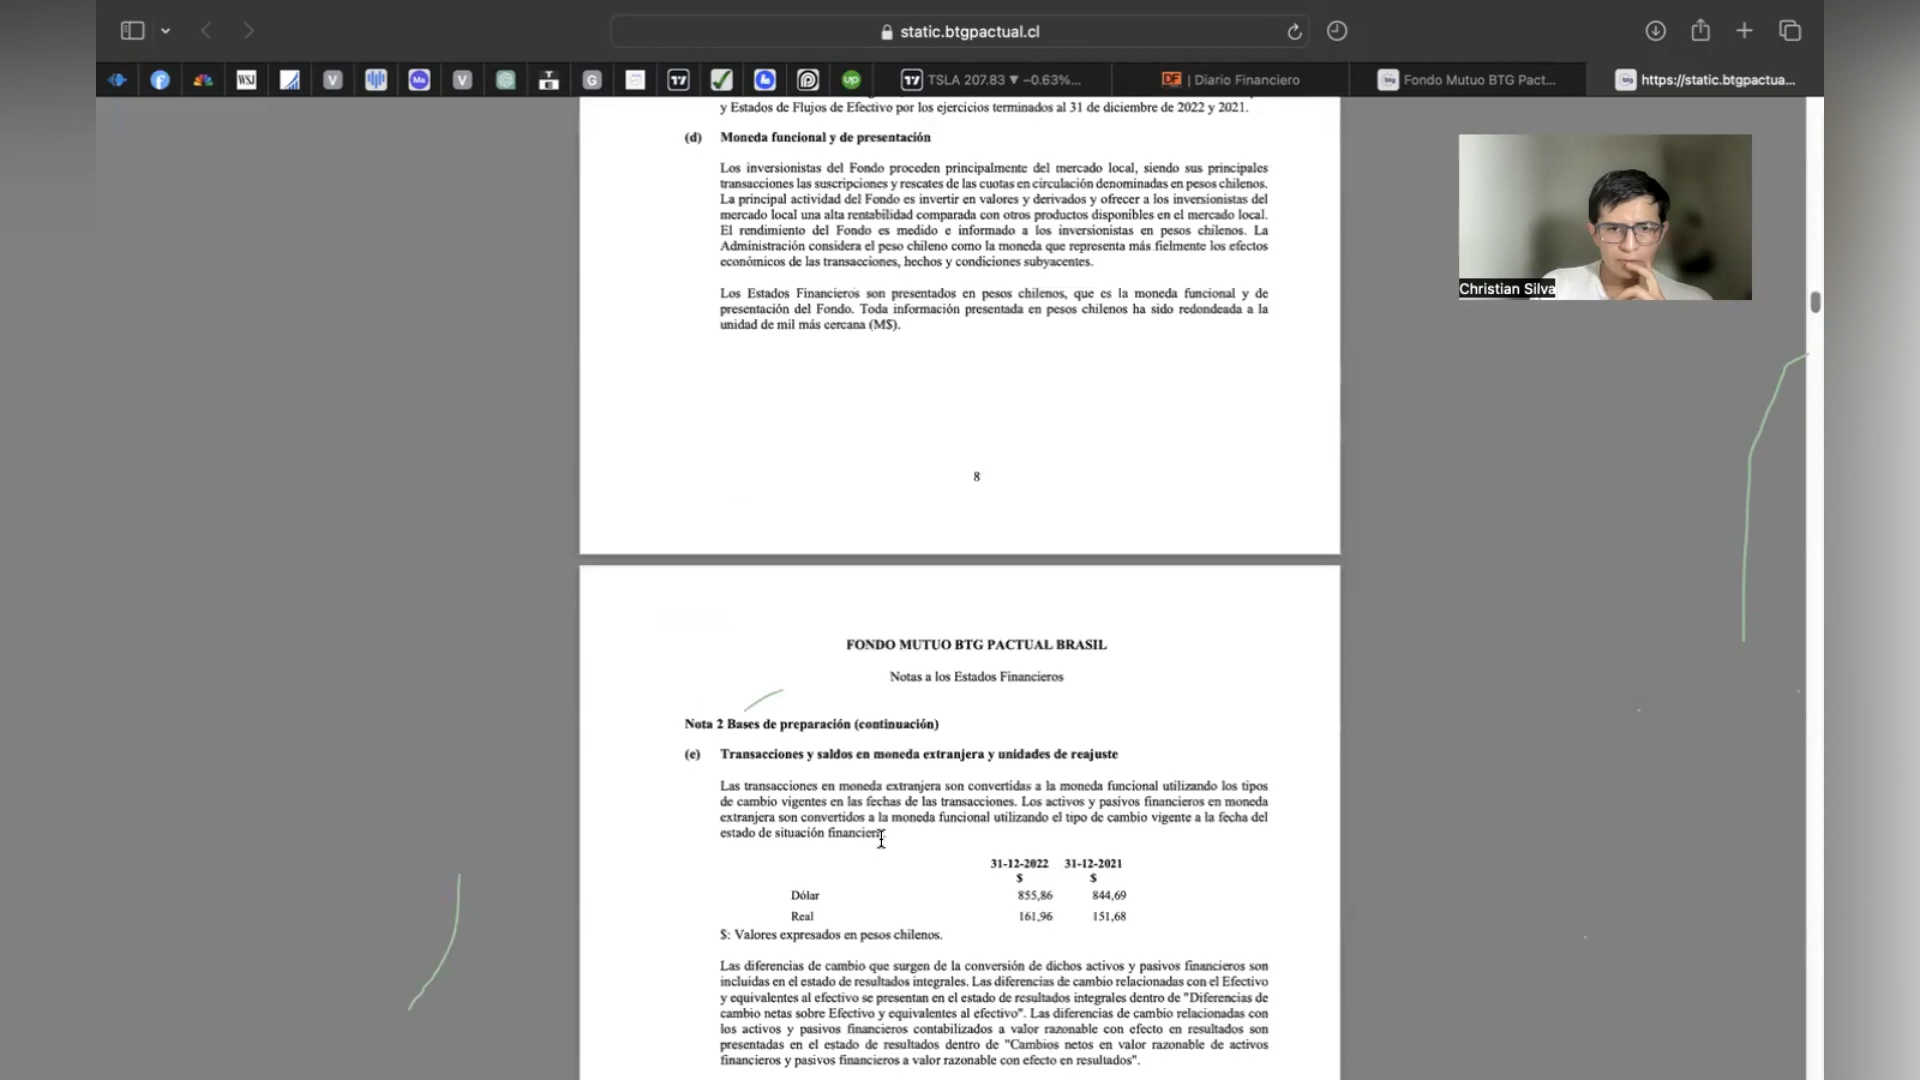 static.btgpactual.cl
WSJ
TSLA 207.83 ▼ −0.63%...
DF | Diario Financiero
Fondo Mutuo BTG Pact...
https://static.btgpactua...
y Estados de Flujos de Efectivo por los ejercicios terminados al 31 de diciembre de 2022 y 2021.
(d) Moneda funcional y de presentación
Los inversionistas del Fondo proceden principalmente del mercado local, siendo sus principales
transacciones las suscripciones y rescates de las cuotas en circulación denominadas en pesos chilenos.
La principal actividad del Fondo es invertir en valores y derivados y ofrecer a los inversionistas del
mercado local una alta rentabilidad comparada con otros productos disponibles en el mercado local.
El rendimiento del Fondo es medido e informado a los inversionistas en pesos chilenos. La
Administración considera el peso chileno como la moneda que representa más fielmente los efectos
económicos de las transacciones, hechos y condiciones subyacentes.
Los Estados Financieros son presentados en pesos chilenos, que es la moneda funcional y de
presentación del Fondo. Toda información presentada en pesos chilenos ha sido redondeada a la
unidad de mil más cercana (M$).
8
Christian Silva
FONDO MUTUO BTG PACTUAL BRASIL
Notas a los Estados Financieros
Nota 2 Bases de preparación (continuación)
(e) Transacciones y saldos en moneda extranjera y unidades de reajuste
Las transacciones en moneda extranjera son convertidas a la moneda funcional utilizando los tipos
de cambio vigentes en las fechas de las transacciones. Los activos y pasivos financieros en moneda
extranjera son convertidos a la moneda funcional utilizando el tipo de cambio vigente a la fecha del
estado de situación financiera.
31-12-2022 31-12-2021
$ $
Dólar 855,86 844,69
Real 161,96 151,68
$: Valores expresados en pesos chilenos.
Las diferencias de cambio que surgen de la conversión de dichos activos y pasivos financieros son
incluidas en el estado de resultados integrales. Las diferencias de cambio relacionadas con el Efectivo
y equivalentes al efectivo se presentan en el estado de resultados integrales dentro de "Diferencias de
cambio netas sobre Efectivo y equivalentes al efectivo". Las diferencias de cambio relacionadas con
los activos y pasivos financieros contabilizados a valor razonable con efecto en resultados son
presentadas en el estado de resultados dentro de "Cambios netos en valor razonable de activos
financieros y pasivos financieros a valor razonable con efecto en resultados".